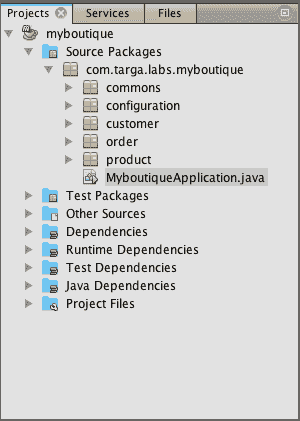 Projects Services Files
myboutique
Source Packages
com.targa.labs.myboutique
commons
configuration
customer
order
product
MyboutiqueApplication.java
Test Packages
Other Sources
Dependencies
Runtime Dependencies
Test Dependencies
Java Dependencies
Project Files